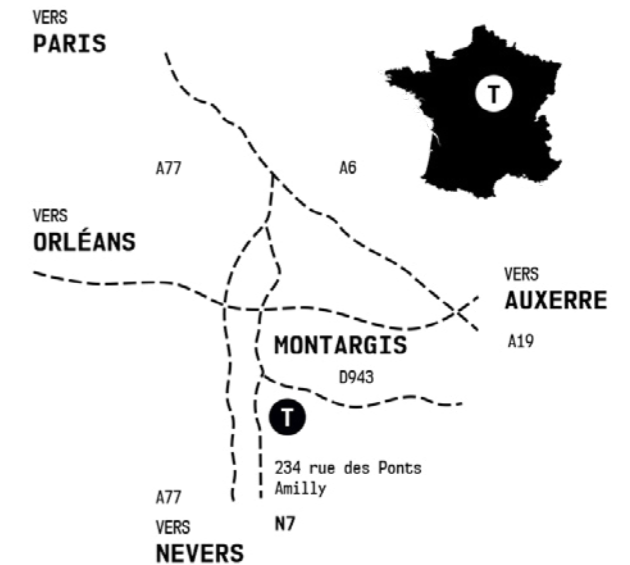 VERS
PARIS
T
A77
A6
VERS
ORLÉANS
VERS
AUXERRE
A19
MONTARGIS
D943
T
234 rue des Ponts
Amilly
A77
N7
VERS
NEVERS